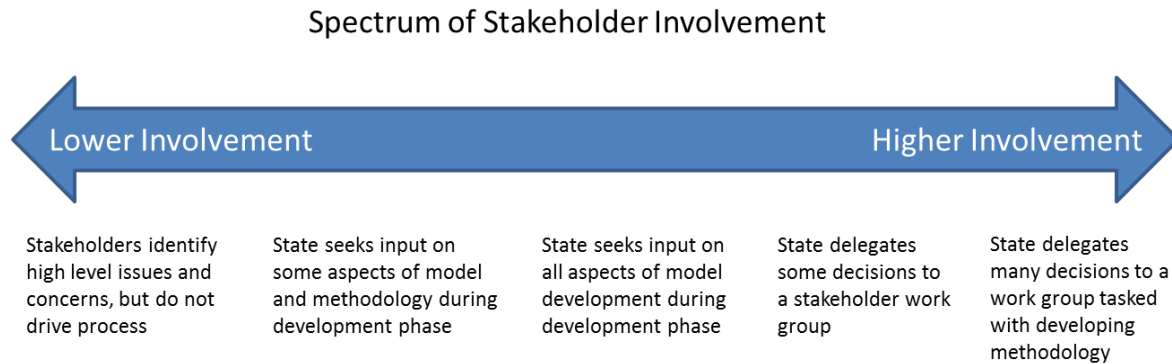 Spectrum of Stakeholder Involvement
Lower Involvement
Higher Involvement
Stakeholders identify
high level issues and
concerns, but do not
drive process
State seeks input on
some aspects of model
and methodology during
development phase
State seeks input on
all aspects of model
development during
development phase
State delegates
some decisions to
a stakeholder work
group
State delegates
many decisions to a
work group tasked
with developing
methodology